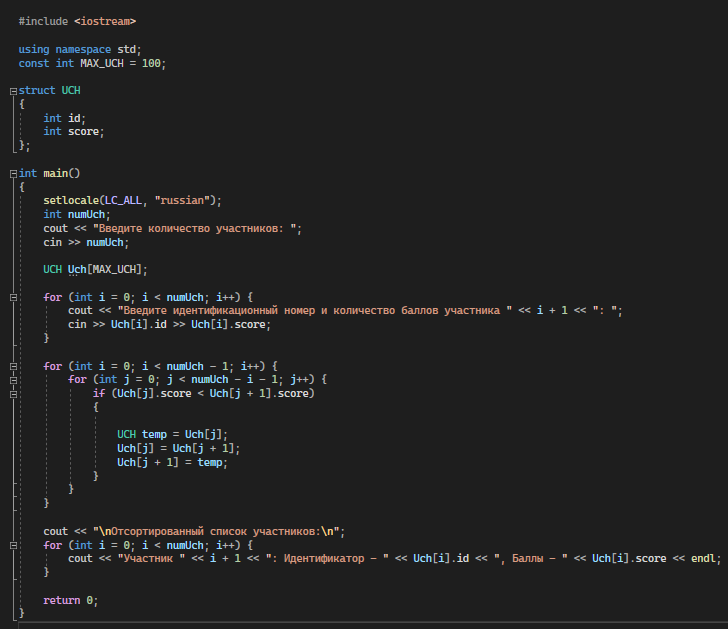 #include <iostream>
using namespace std;
const int MAX_UCH = 100;
struct UCH
{
int id;
int score;
};
int main()
{
setlocale(LC_ALL, "russian");
int numUch;
cout << "Введите количество участников: ";
cin >> numUch;
UCH Uch[MAX_UCH];
for (int i = 0; i < numUch; i++) {
cout << "Введите идентификационный номер и количество баллов участника " << i + 1 << ": ";
cin >> Uch[i].id >> Uch[i].score;
}
for (int i = 0; i < numUch - 1; i++) {
for (int j = 0; j < numUch - i - 1; j++) {
if (Uch[j].score < Uch[j + 1].score)
{
UCH temp = Uch[j];
Uch[j] = Uch[j + 1];
Uch[j + 1] = temp;
}
}
}
cout << "\nОтсортированный список участников:\n";
for (int i = 0; i < numUch; i++) {
cout << "Участник " << i + 1 << ": Идентификатор - " << Uch[i].id << ", Баллы - " << Uch[i].score << endl;
}
return 0;
}